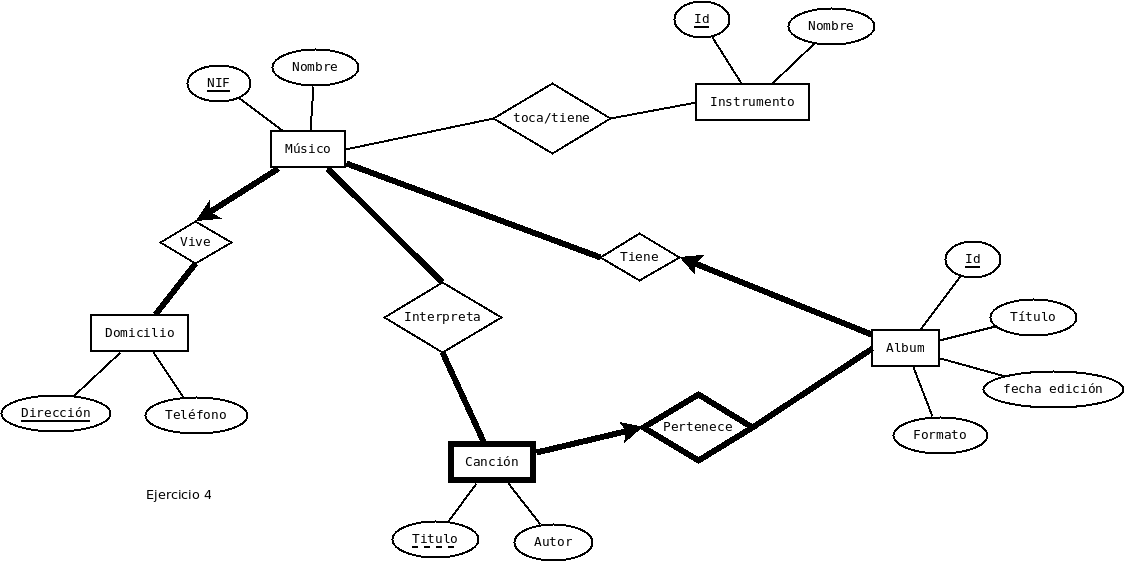 Id
Nombre
NIF
Nombre
Instrumento
toca/tiene
Músico
Vive
Tiene
Id
Domicilio
Interpreta
Título
Album
fecha edición
Dirección
Teléfono
Pertenece
Formato
Canción
Ejercicio 4
Titulo
Autor